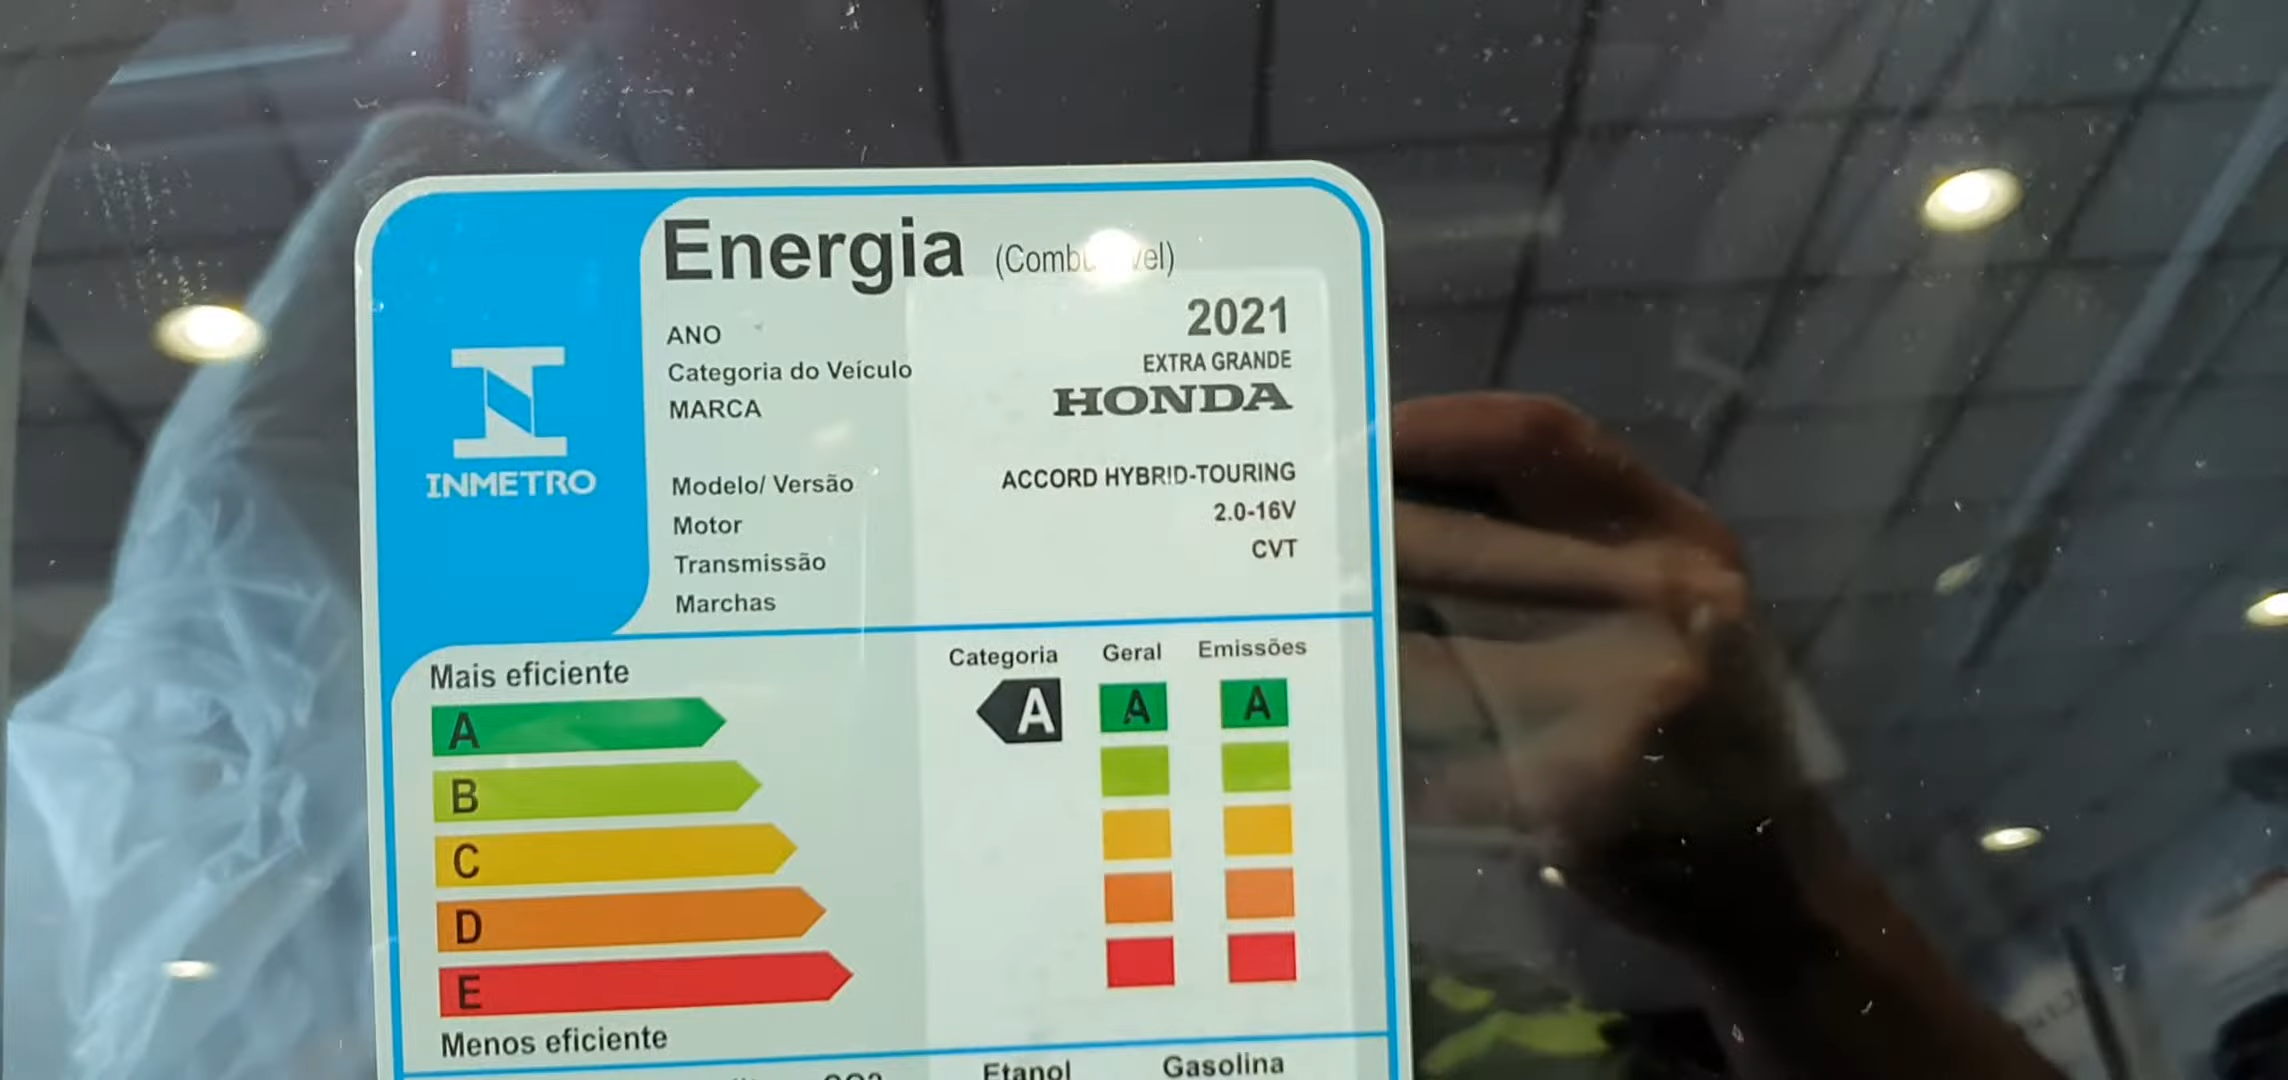 Energia
ANO 2021
Categoria do Veículo EXTRA GRANDE
MARCA HONDA
INMETRO
Modelo/ Versão ACCORD HYBRID-TOURING
Motor 2.0-16V
Transmissão CVT
Marchas
Categoria Geral Emissões
Mais eficiente
A A A A
B
C
D
E
Menos eficiente
Etanol Gasolina